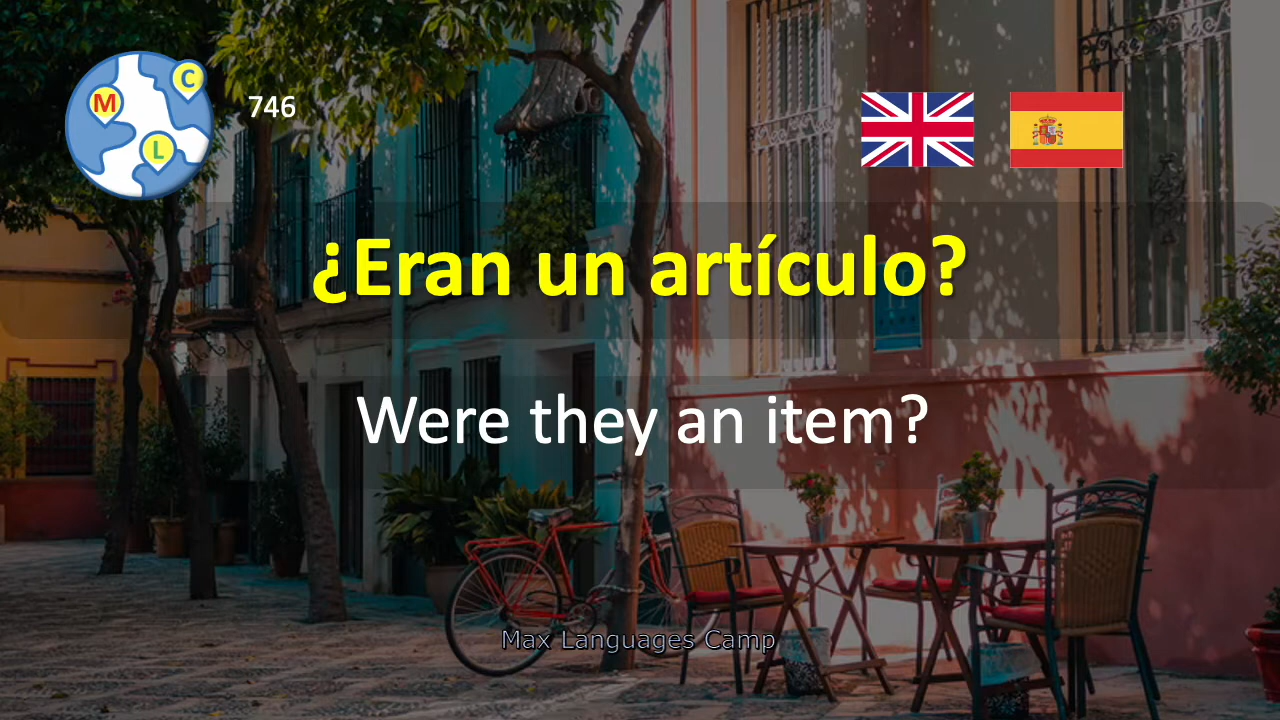 C
M
L
746
¿Eran un artículo?
Were they an item?
Max Languages Camp